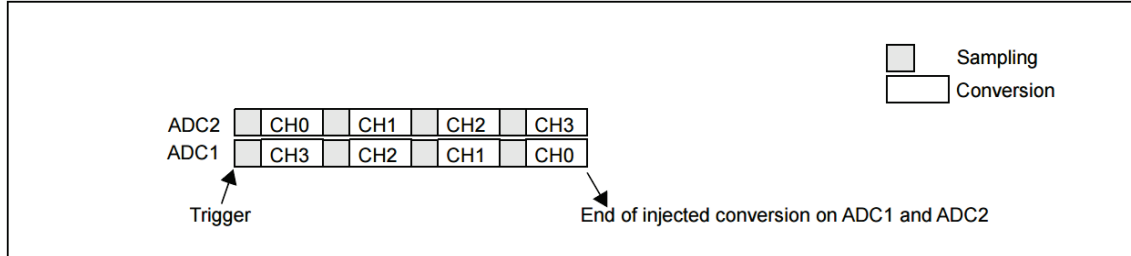 Sampling
Conversion
ADC2 CH0 CH1 CH2 CH3
ADC1 CH3 CH2 CH1 CH0
Trigger End of injected conversion on ADC1 and ADC2